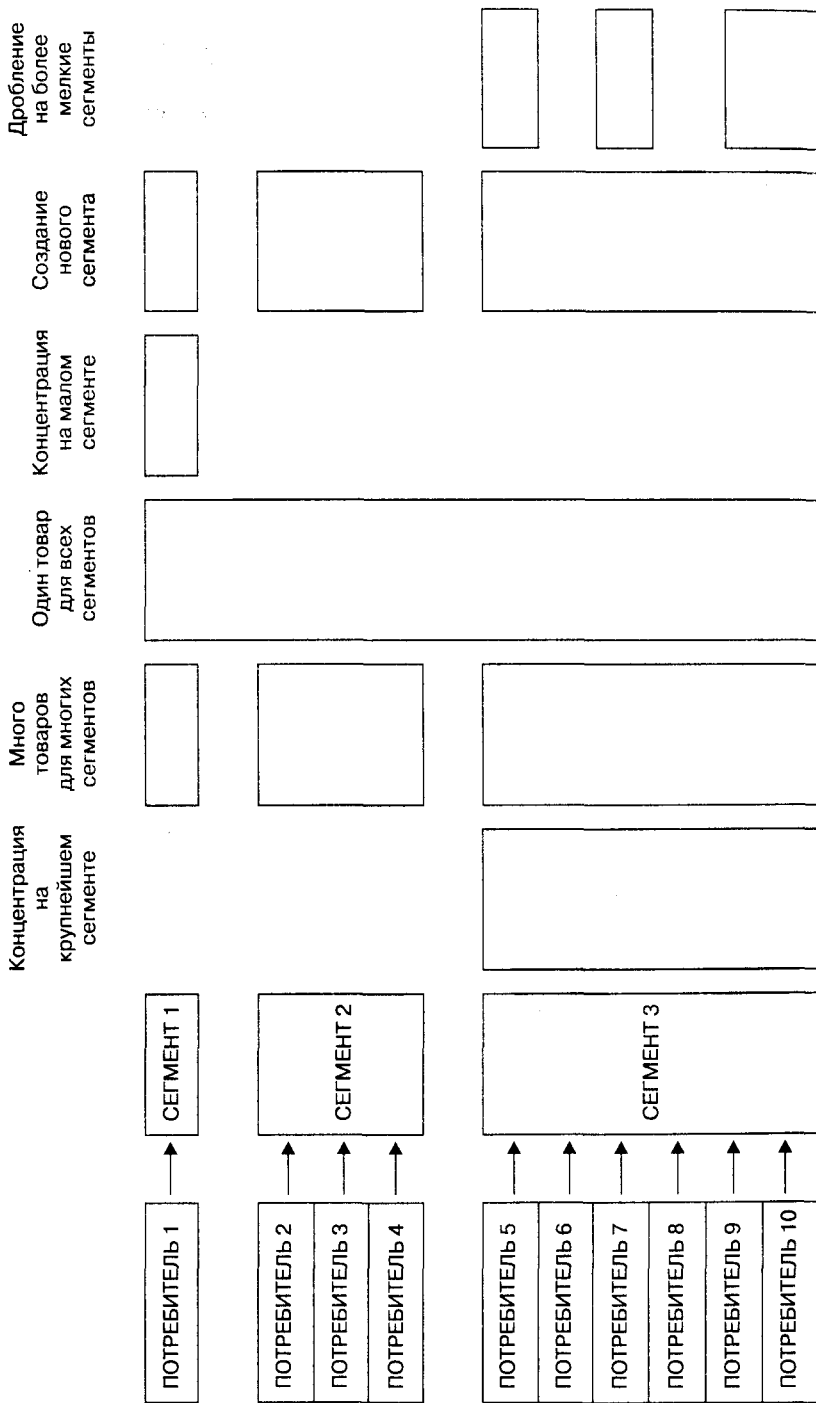 Концентрация
на
крупнейшем
сегменте
Много
товаров
для многих
сегментов
Один товар
для всех
сегментов
Концентрация
на малом
сегменте
Создание
нового
сегмента
Дробление
на более
мелкие
сегменты
ПОТРЕБИТЕЛЬ 1
СЕГМЕНТ 1
ПОТРЕБИТЕЛЬ 2
ПОТРЕБИТЕЛЬ 3
ПОТРЕБИТЕЛЬ 4
СЕГМЕНТ 2
ПОТРЕБИТЕЛЬ 5
ПОТРЕБИТЕЛЬ 6
ПОТРЕБИТЕЛЬ 7
ПОТРЕБИТЕЛЬ 8
ПОТРЕБИТЕЛЬ 9
ПОТРЕБИТЕЛЬ 10
СЕГМЕНТ 3